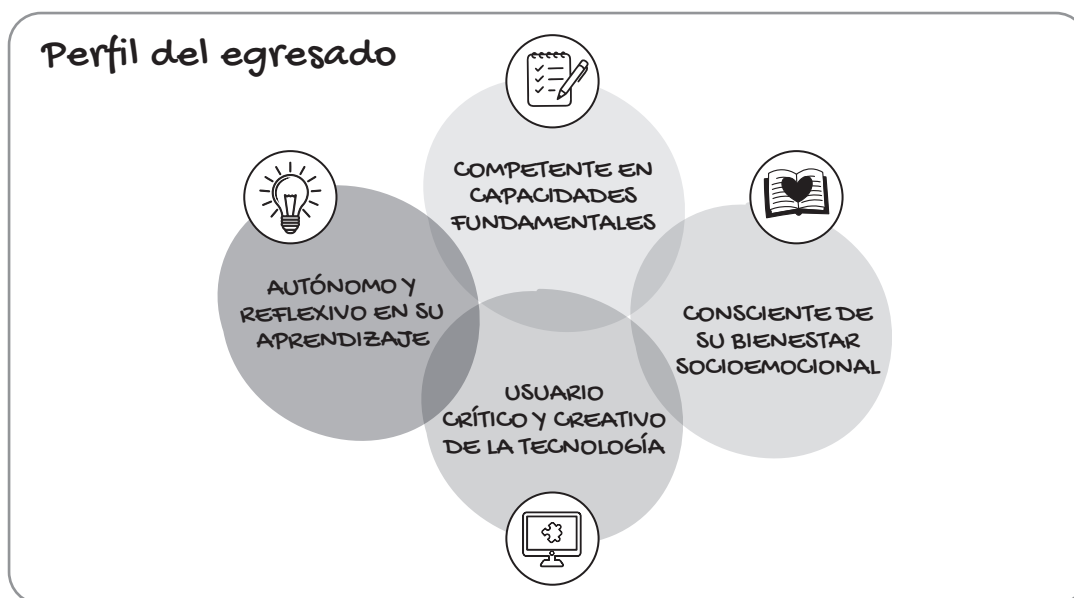 Perfil del egresado
COMPETENTE EN
CAPACIDADES
FUNDAMENTALES
AUTÓNOMO Y
REFLEXIVO EN SU
APRENDIZAJE
CONSCIENTE DE
SU BIENESTAR
SOCIOEMOCIONAL
USUARIO
CRÍTICO Y CREATIVO
DE LA TECNOLOGÍA